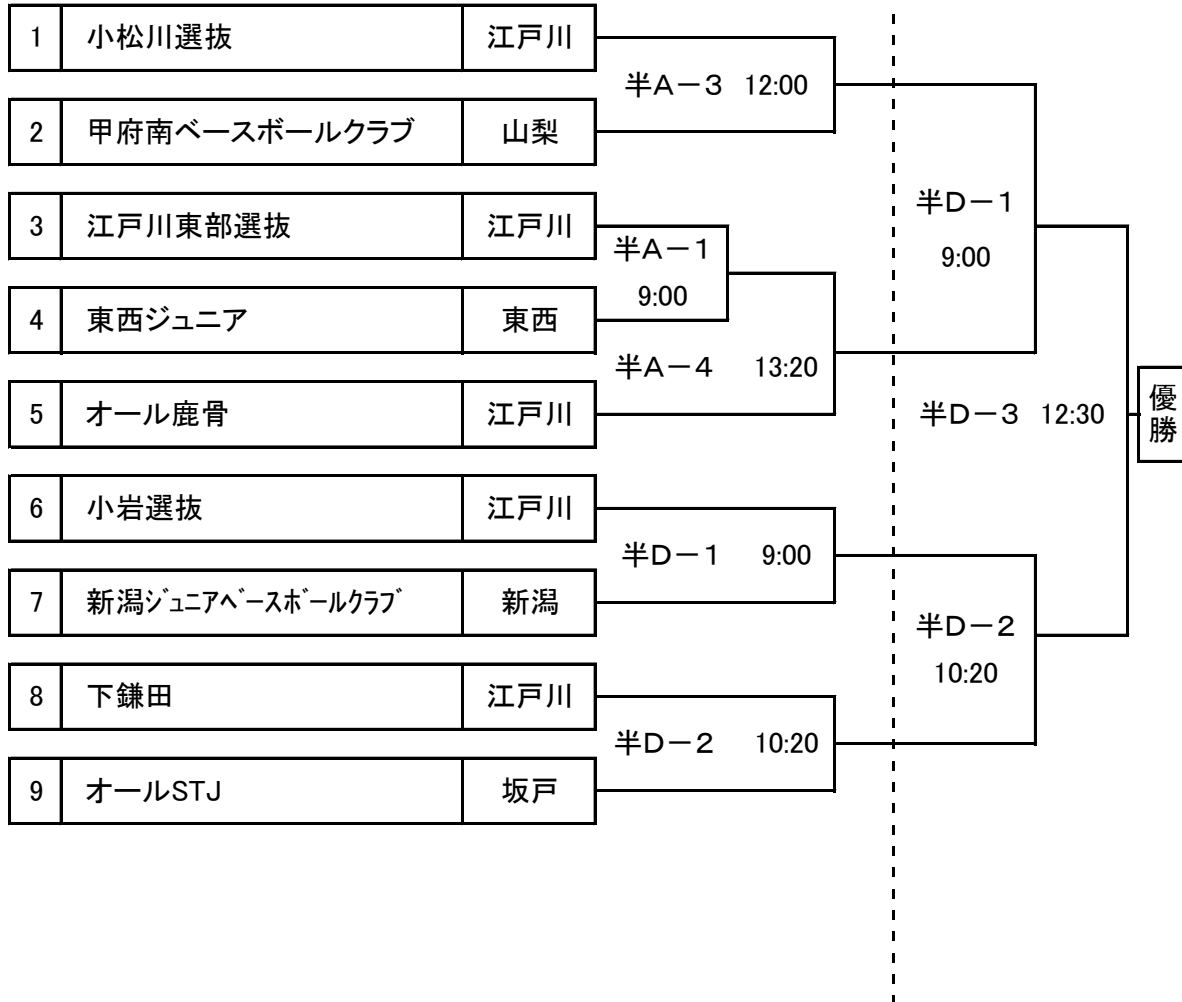 1 小松川選抜 江戸川
半A－3 12:00
2 甲府南ベースボールクラブ 山梨
3 江戸川東部選抜 江戸川
半A－1
9:00
4 東西ジュニア 東西
半A－4 13:20
5 オール鹿骨 江戸川
半D－1
9:00
半D－3 12:30
優勝
6 小岩選抜 江戸川
半D－1 9:00
7 新潟ｼﾞｭﾆｱﾍﾞｰｽﾎﾞｰﾙｸﾗﾌﾞ 新潟
半D－2
10:20
8 下鎌田 江戸川
半D－2 10:20
9 オールSTJ 坂戸